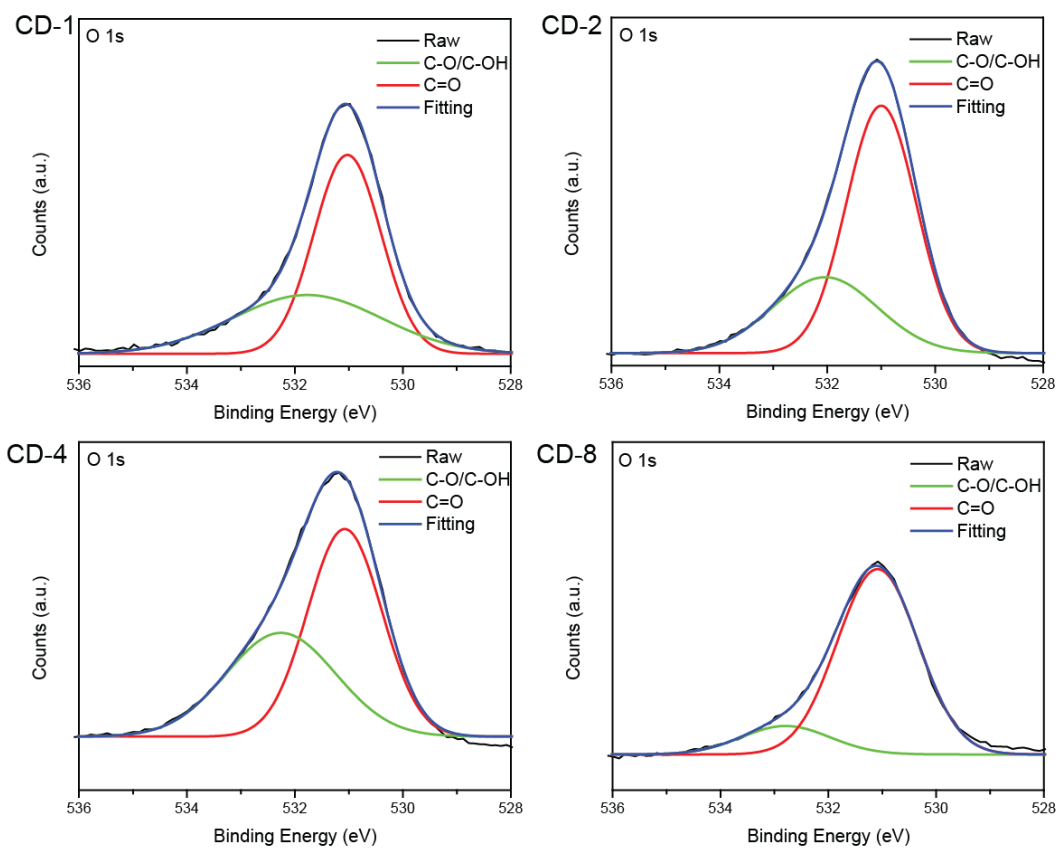 CD-1
O 1s
Raw
C-O/C-OH
C=O
Fitting
Counts (a.u.)
536
534
532
530
528
Binding Energy (eV)
CD-2
O 1s
Raw
C-O/C-OH
C=O
Fitting
Counts (a.u.)
536
534
532
530
528
Binding Energy (eV)
CD-4
O 1s
Raw
C-O/C-OH
C=O
Fitting
Counts (a.u.)
536
534
532
530
528
Binding Energy (eV)
CD-8
O 1s
Raw
C-O/C-OH
C=O
Fitting
Counts (a.u.)
536
534
532
530
528
Binding Energy (eV)